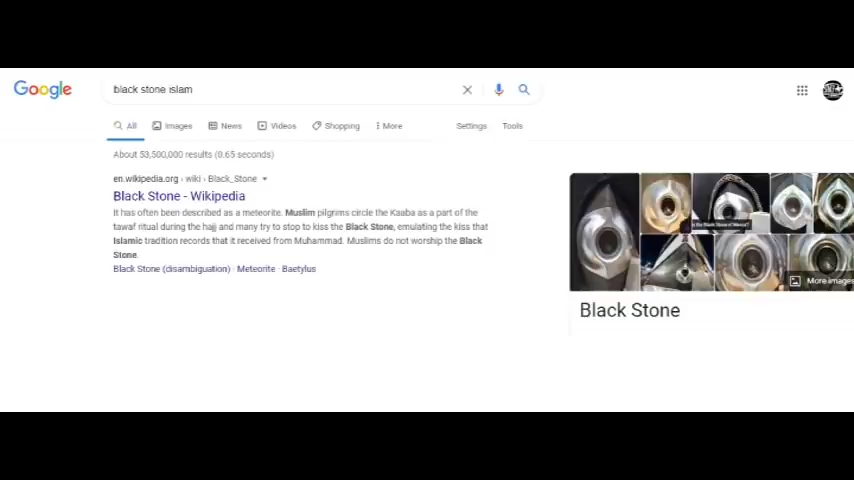 Google
black stone islam
All Images News Videos Shopping More Settings Tools
About 53,500,000 results (0.65 seconds)
en.wikipedia.org › wiki › Black_Stone
Black Stone - Wikipedia
It has often been described as a meteorite. Muslim pilgrims circle the Kaaba as a part of the
tawaf ritual during the hajj and many try to stop to kiss the Black Stone, emulating the kiss that
Islamic tradition records that it received from Muhammad. Muslims do not worship the Black
Stone.
Black Stone (disambiguation) · Meteorite · Baetylus
More images
Black Stone